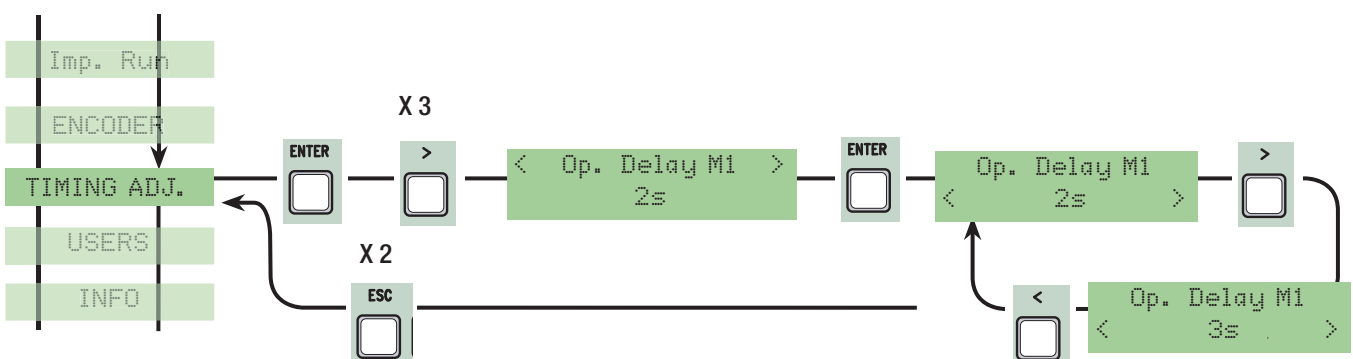 Imp. Run
ENCODER
TIMING ADJ.
USERS
INFO
ENTER
X 3
>
< Op. Delay M1 >
2s
ENTER
Op. Delay M1
< 2s >
>
X 2
ESC
<
Op. Delay M1
< 3s >